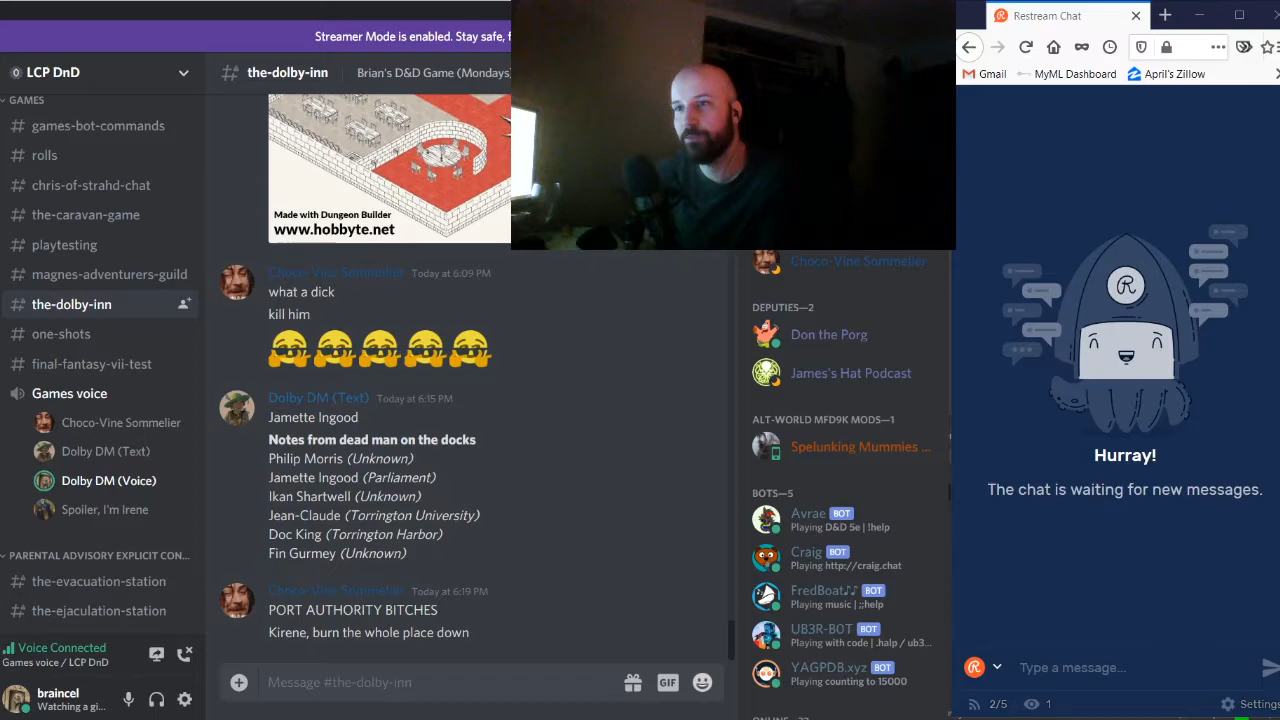 Streamer Mode is enabled. Stay safe, f
LCP DnD
GAMES
# games-bot-commands
# rolls
# chris-of-strahd-chat
# the-caravan-game
# playtesting
# magnes-adventurers-guild
# the-dolby-inn
# one-shots
# final-fantasy-vii-test
Games voice
Choco-Vine Sommelier
Dolby DM (Text)
Dolby DM (Voice)
Spoiler, I'm Irene
PARENTAL ADVISORY EXPLICIT CON...
# the-evacuation-station
# the-ejaculation-station
Voice Connected
Games voice / LCP DnD
braincel
Watching a gi...
the-dolby-inn
Brian's D&D Game (Mondays)
Made with Dungeon Builder
www.hobbyte.net
Choco-Vine Sommelier Today at 6:09 PM
what a dick
kill him
Dolby DM (Text) Today at 6:15 PM
Jamette Ingood
Notes from dead man on the docks
Philip Morris (Unknown)
Jamette Ingood (Parliament)
Ikan Shartwell (Unknown)
Jean-Claude (Torrington University)
Doc King (Torrington Harbor)
Fin Gurmey (Unknown)
Choco-Vine Sommelier Today at 6:19 PM
PORT AUTHORITY BITCHES
Kirene, burn the whole place down
Message #the-dolby-inn
GIF
Choco-Vine Sommelier
DEPUTIES—2
Don the Porg
James's Hat Podcast
ALT-WORLD MFD9K MODS—1
Spelunking Mummies ...
BOTS—5
Avrae BOT
Playing D&D 5e | !help
Craig BOT
Playing http://craig.chat
FredBoat♪♪ BOT
Playing music | ;;help
UB3R-BOT BOT
Playing with code | .halp / ub3...
YAGPDB.xyz BOT
Playing counting to 15000
Restream Chat
Gmail
MyML Dashboard
April's Zillow
Hurray!
The chat is waiting for new messages.
Type a message...
2/5
1
Settings